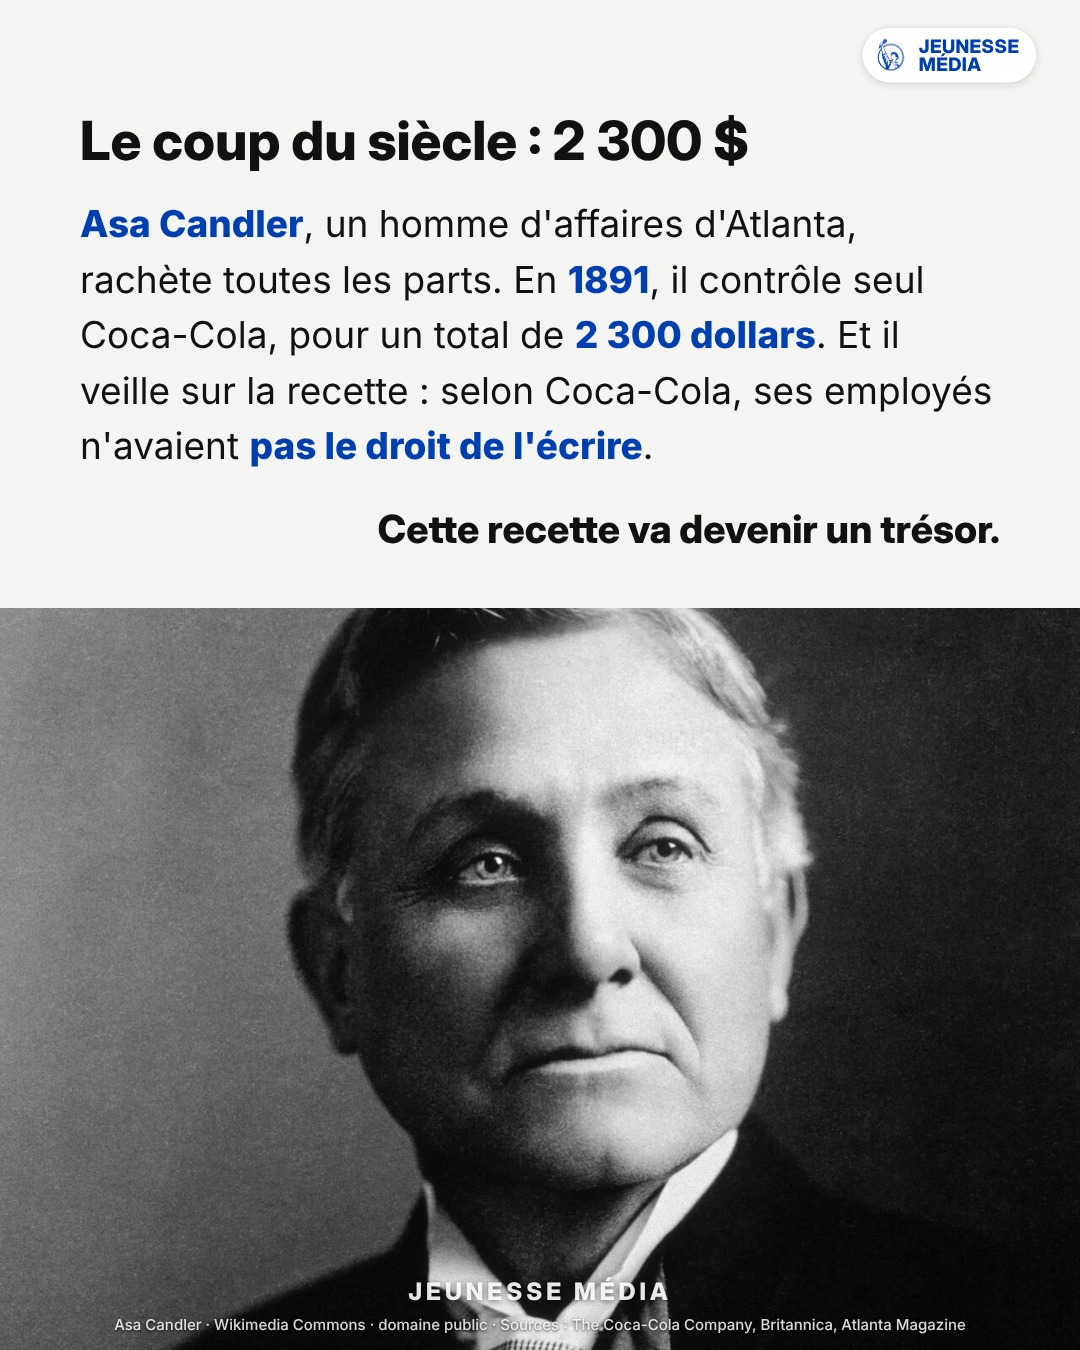 JEUNESSE
MÉDIA
Le coup du siècle : 2 300 $
Asa Candler, un homme d'affaires d'Atlanta,
rachète toutes les parts. En 1891, il contrôle seul
Coca-Cola, pour un total de 2 300 dollars. Et il
veille sur la recette : selon Coca-Cola, ses employés
n'avaient pas le droit de l'écrire.
Cette recette va devenir un trésor.
JEUNESSE MÉDIA
Asa Candler · Wikimedia Commons · domaine public · Sources : The Coca-Cola Company, Britannica, Atlanta Magazine